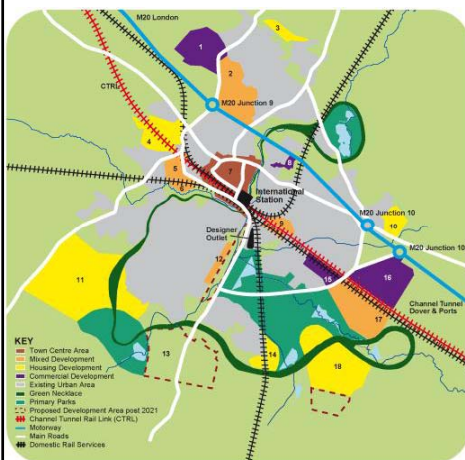 M20 London
3
1
2
CTRL
M20 Junction 9
4
5
6
7
8
International
Station
M20 Junction 10
Designer
Outlet
9
10
M20 Junction 10
12
15
16
11
Channel Tunnel
Dover & Ports
17
13
14
18
KEY
Town Centre Area
Mixed Development
Housing Development
Commercial Development
Existing Urban Area
Green Necklace
Primary Parks
Proposed Development Area post 2021
Channel Tunnel Rail Link (CTRL)
Motorway
Main Roads
Domestic Rail Services